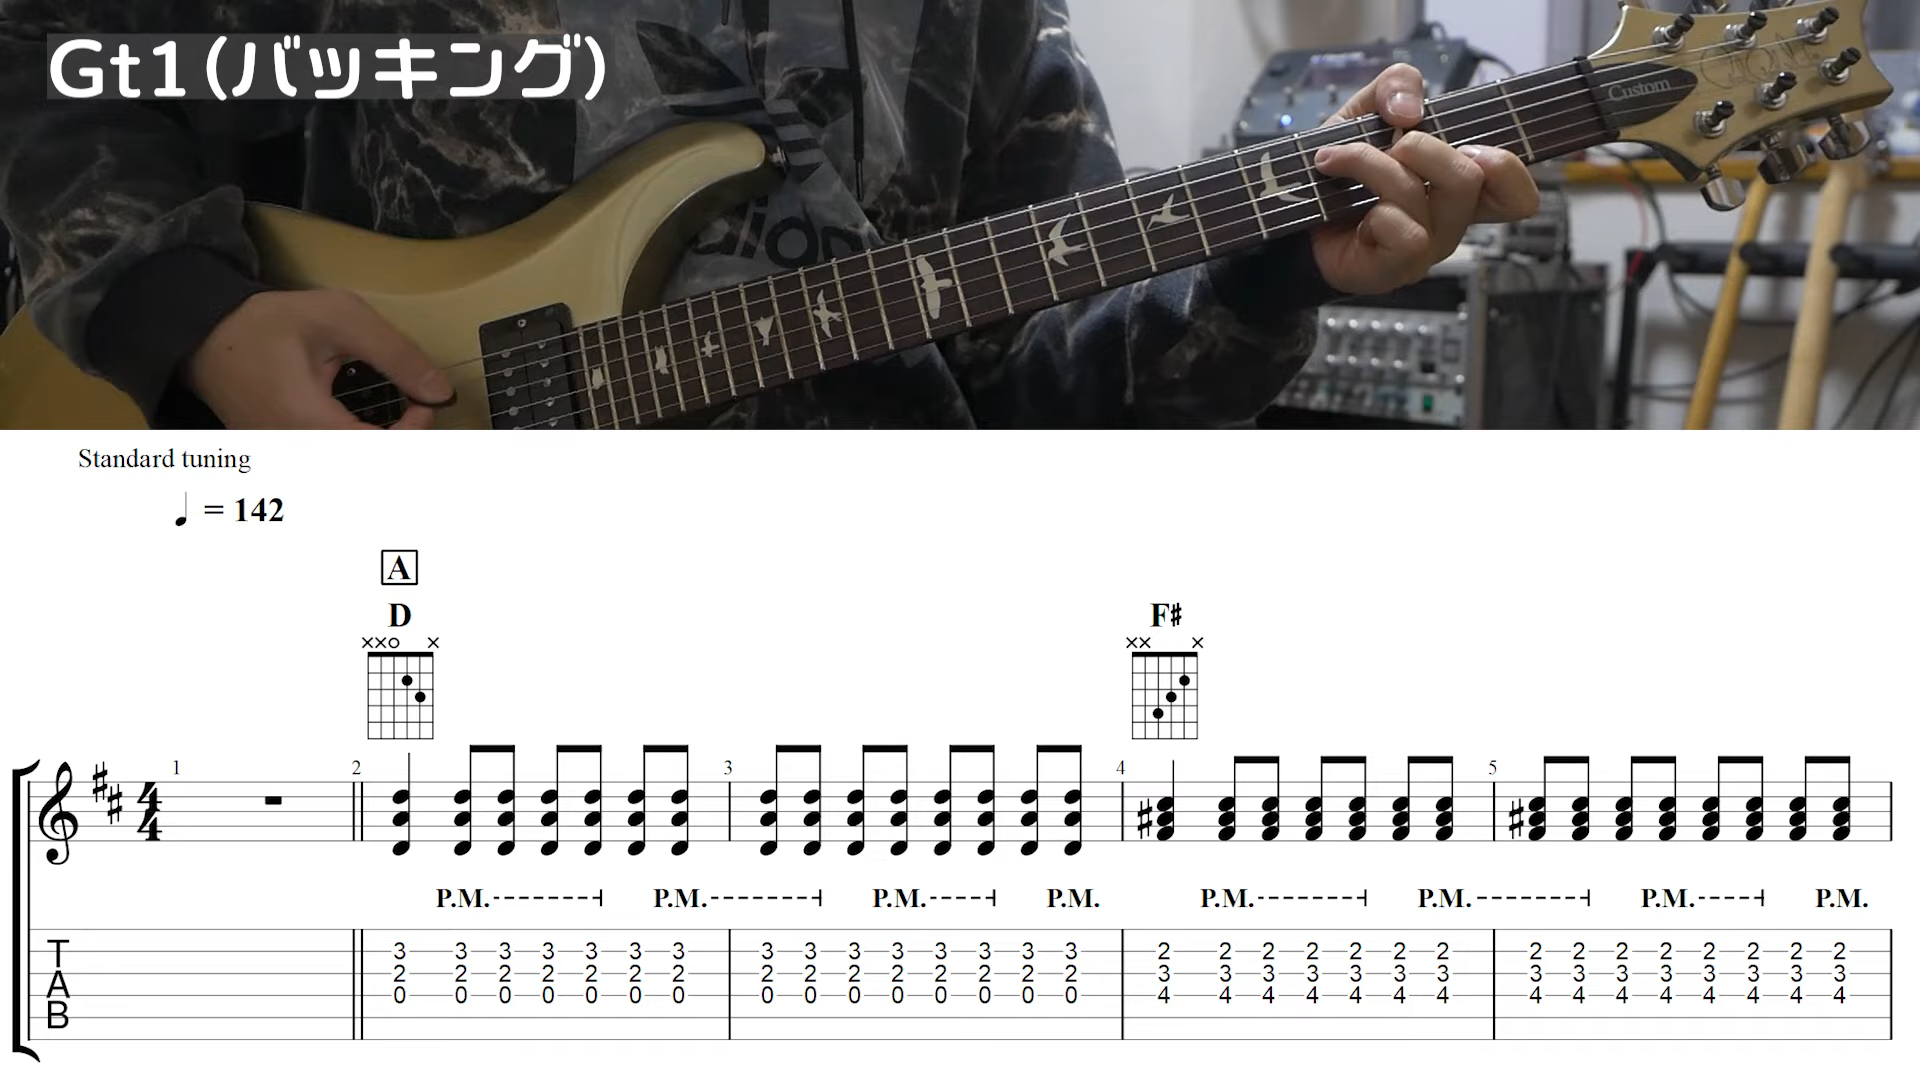 Gt1(バッキング)
Custom
Standard tuning
♩ = 142
A
D F♯
××○ × ×× ×
4
4
1 2 3 4 5
P.M. P.M. P.M. P.M. P.M. P.M. P.M. P.M.
T 3 3 3 3 3 3 3 3 3 3 3 3 3 3 3 2 2 2 2 2 2 2 2 2 2 2 2 2 2 2
A 2 2 2 2 2 2 2 2 2 2 2 2 2 2 2 3 3 3 3 3 3 3 3 3 3 3 3 3 3 3
B 0 0 0 0 0 0 0 0 0 0 0 0 0 0 0 4 4 4 4 4 4 4 4 4 4 4 4 4 4 4